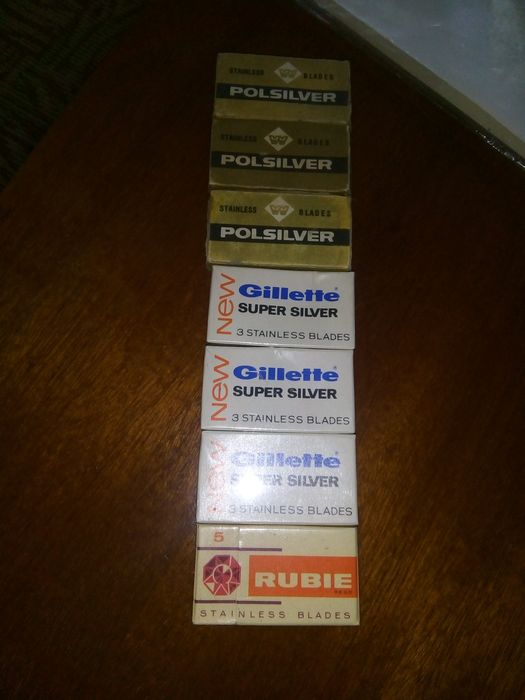 STAINLESS BLADES
POLSILVER
STAINLESS BLADES
POLSILVER
STAINLESS BLADES
POLSILVER
NEW
Gillette
SUPER SILVER
3 STAINLESS BLADES
NEW
Gillette
SUPER SILVER
3 STAINLESS BLADES
NEW
Gillette
SUPER SILVER
3 STAINLESS BLADES
5
RUBIE
STAINLESS BLADES